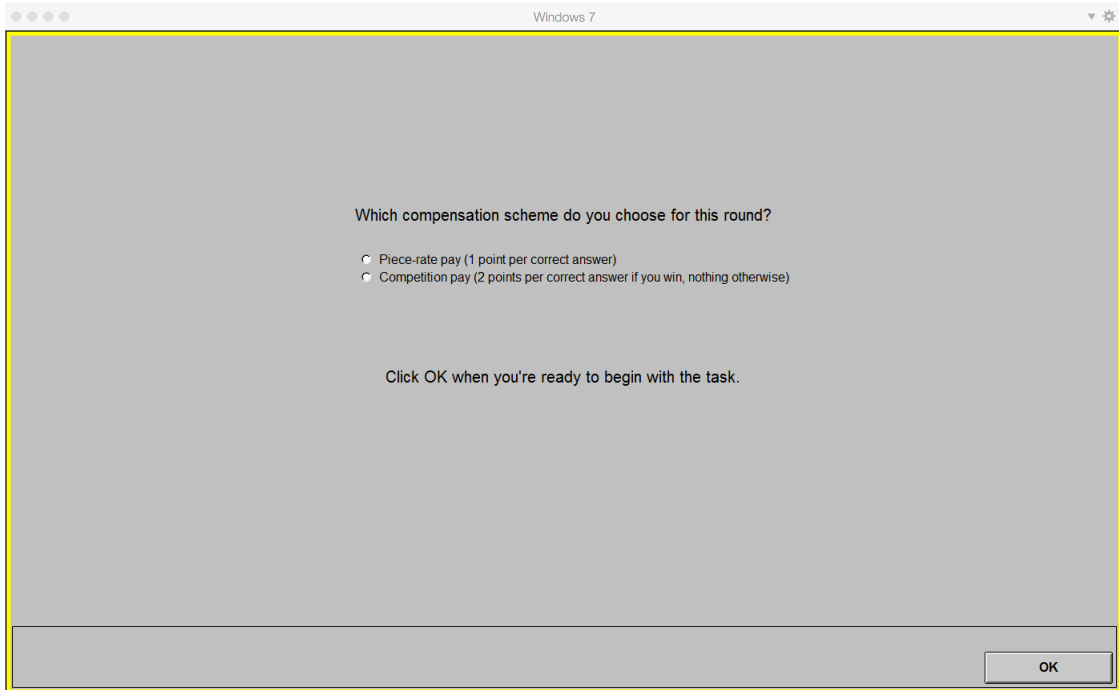 Windows 7
Which compensation scheme do you choose for this round?
Piece-rate pay (1 point per correct answer)
Competition pay (2 points per correct answer if you win, nothing otherwise)
Click OK when you're ready to begin with the task.
OK